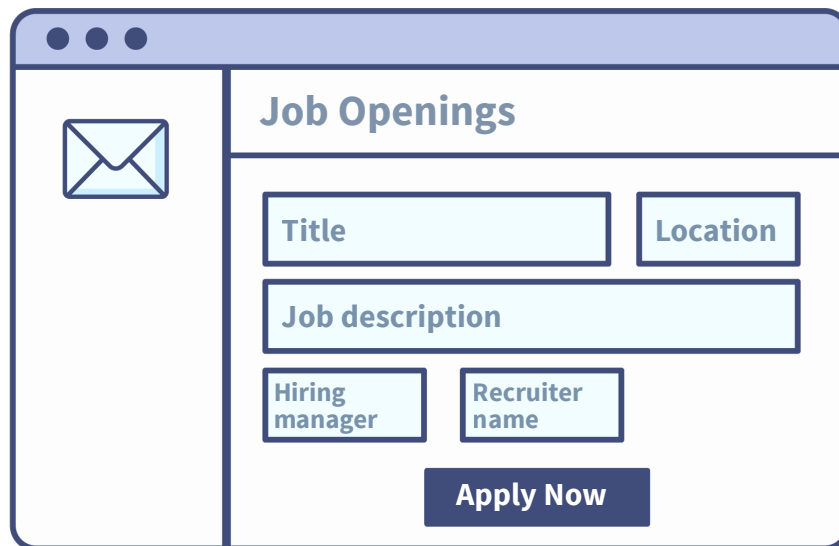 Job Openings
Title
Location
Job description
Hiring
manager
Recruiter
name
Apply Now